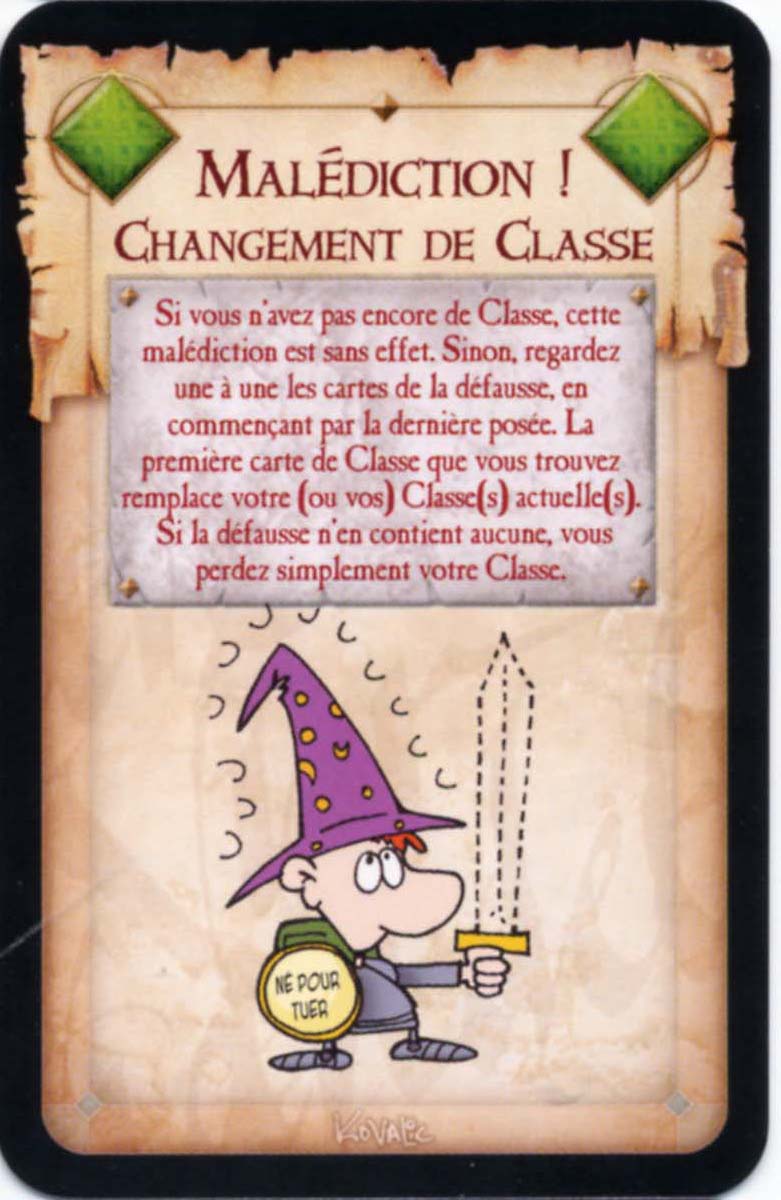 Malédiction !
Changement de Classe
Si vous n'avez pas encore de Classe, cette
malédiction est sans effet. Sinon, regardez
une à une les cartes de la défausse, en
commençant par la dernière posée. La
première carte de Classe que vous trouvez
remplace votre (ou vos) Classe(s) actuelle(s).
Si la défausse n'en contient aucune, vous
perdez simplement votre Classe.
NÉ POUR
TUER
KOVALIC